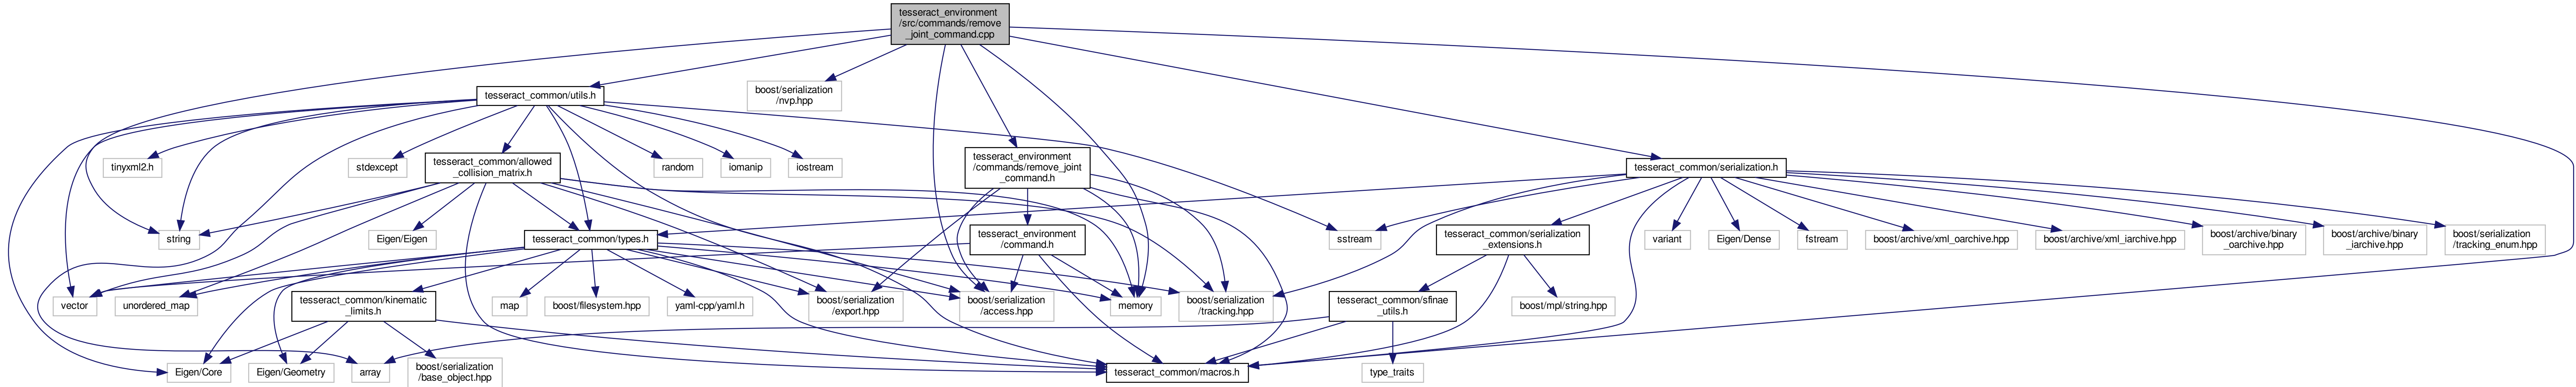 tesseract_environment
/src/commands/remove
_joint_command.cpp
boost/serialization
/nvp.hpp
tesseract_common/utils.h
tinyxml2.h
stdexcept
tesseract_common/allowed
_collision_matrix.h
random
iomanip
iostream
tesseract_environment
/commands/remove_joint
_command.h
tesseract_common/serialization.h
string
Eigen/Eigen
tesseract_common/types.h
tesseract_environment
/command.h
sstream
tesseract_common/serialization
_extensions.h
variant
Eigen/Dense
fstream
boost/archive/xml_oarchive.hpp
boost/archive/xml_iarchive.hpp
boost/archive/binary
_oarchive.hpp
boost/archive/binary
_iarchive.hpp
boost/serialization
/tracking_enum.hpp
vector
unordered_map
tesseract_common/kinematic
_limits.h
map
boost/filesystem.hpp
yaml-cpp/yaml.h
boost/serialization
/export.hpp
boost/serialization
/access.hpp
memory
boost/serialization
/tracking.hpp
tesseract_common/sfinae
_utils.h
boost/mpl/string.hpp
Eigen/Core
Eigen/Geometry
array
boost/serialization
/base_object.hpp
tesseract_common/macros.h
type_traits